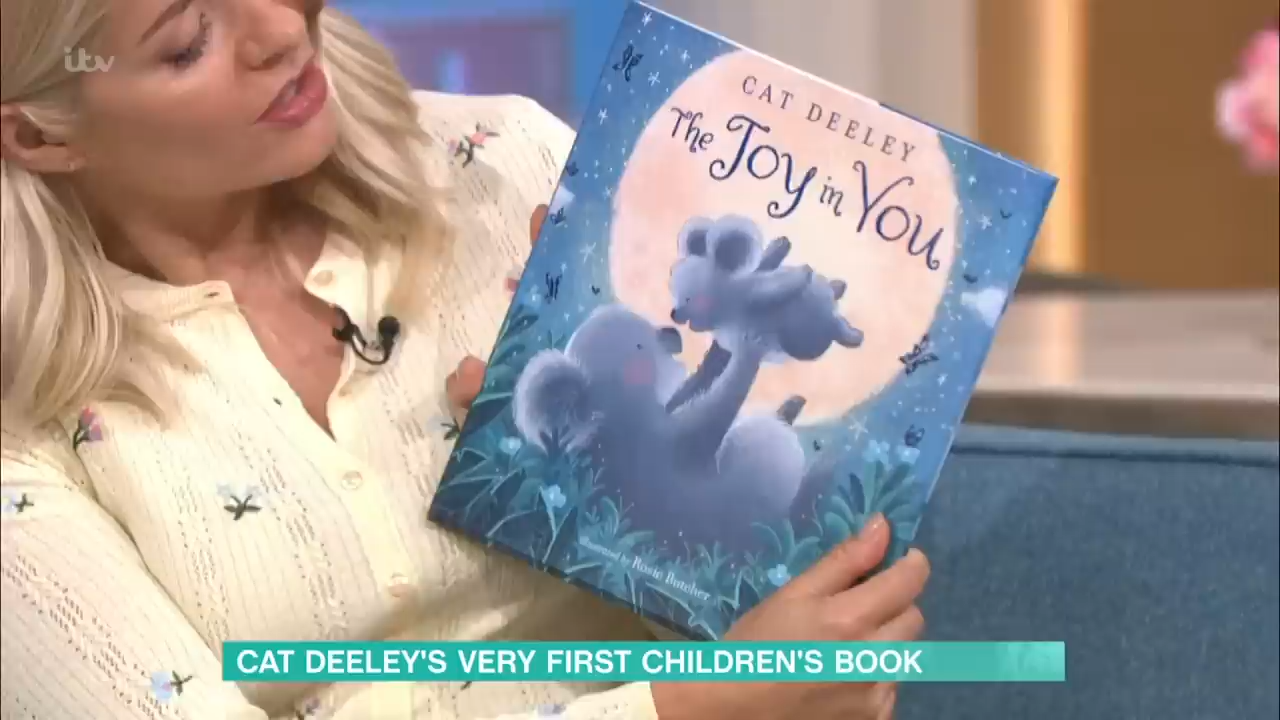 itv
CAT DEELEY
The Joy in You
Illustrated by Rosie Butcher
CAT DEELEY'S VERY FIRST CHILDREN'S BOOK